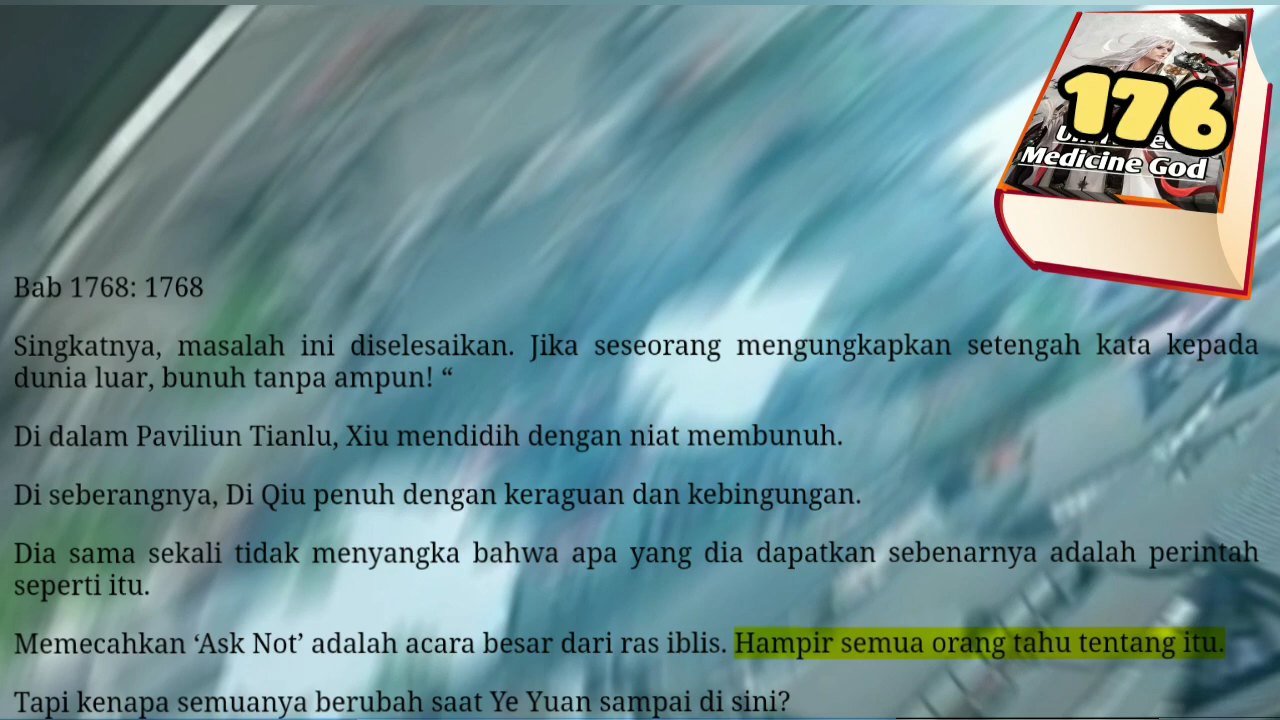 176
Medicine God
Bab 1768: 1768
Singkatnya, masalah ini diselesaikan. Jika seseorang mengungkapkan setengah kata kepada
dunia luar, bunuh tanpa ampun! “
Di dalam Paviliun Tianlu, Xiu mendidih dengan niat membunuh.
Di seberangnya, Di Qiu penuh dengan keraguan dan kebingungan.
Dia sama sekali tidak menyangka bahwa apa yang dia dapatkan sebenarnya adalah perintah
seperti itu.
Memecahkan ‘Ask Not’ adalah acara besar dari ras iblis. Hampir semua orang tahu tentang itu.
Tapi kenapa semuanya berubah saat Ye Yuan sampai di sini?